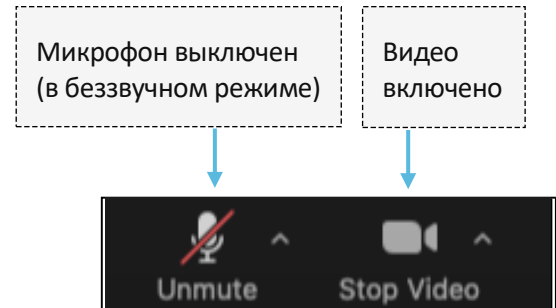 Микрофон выключен
(в беззвучном режиме)
Видео
включено
Unmute
Stop Video